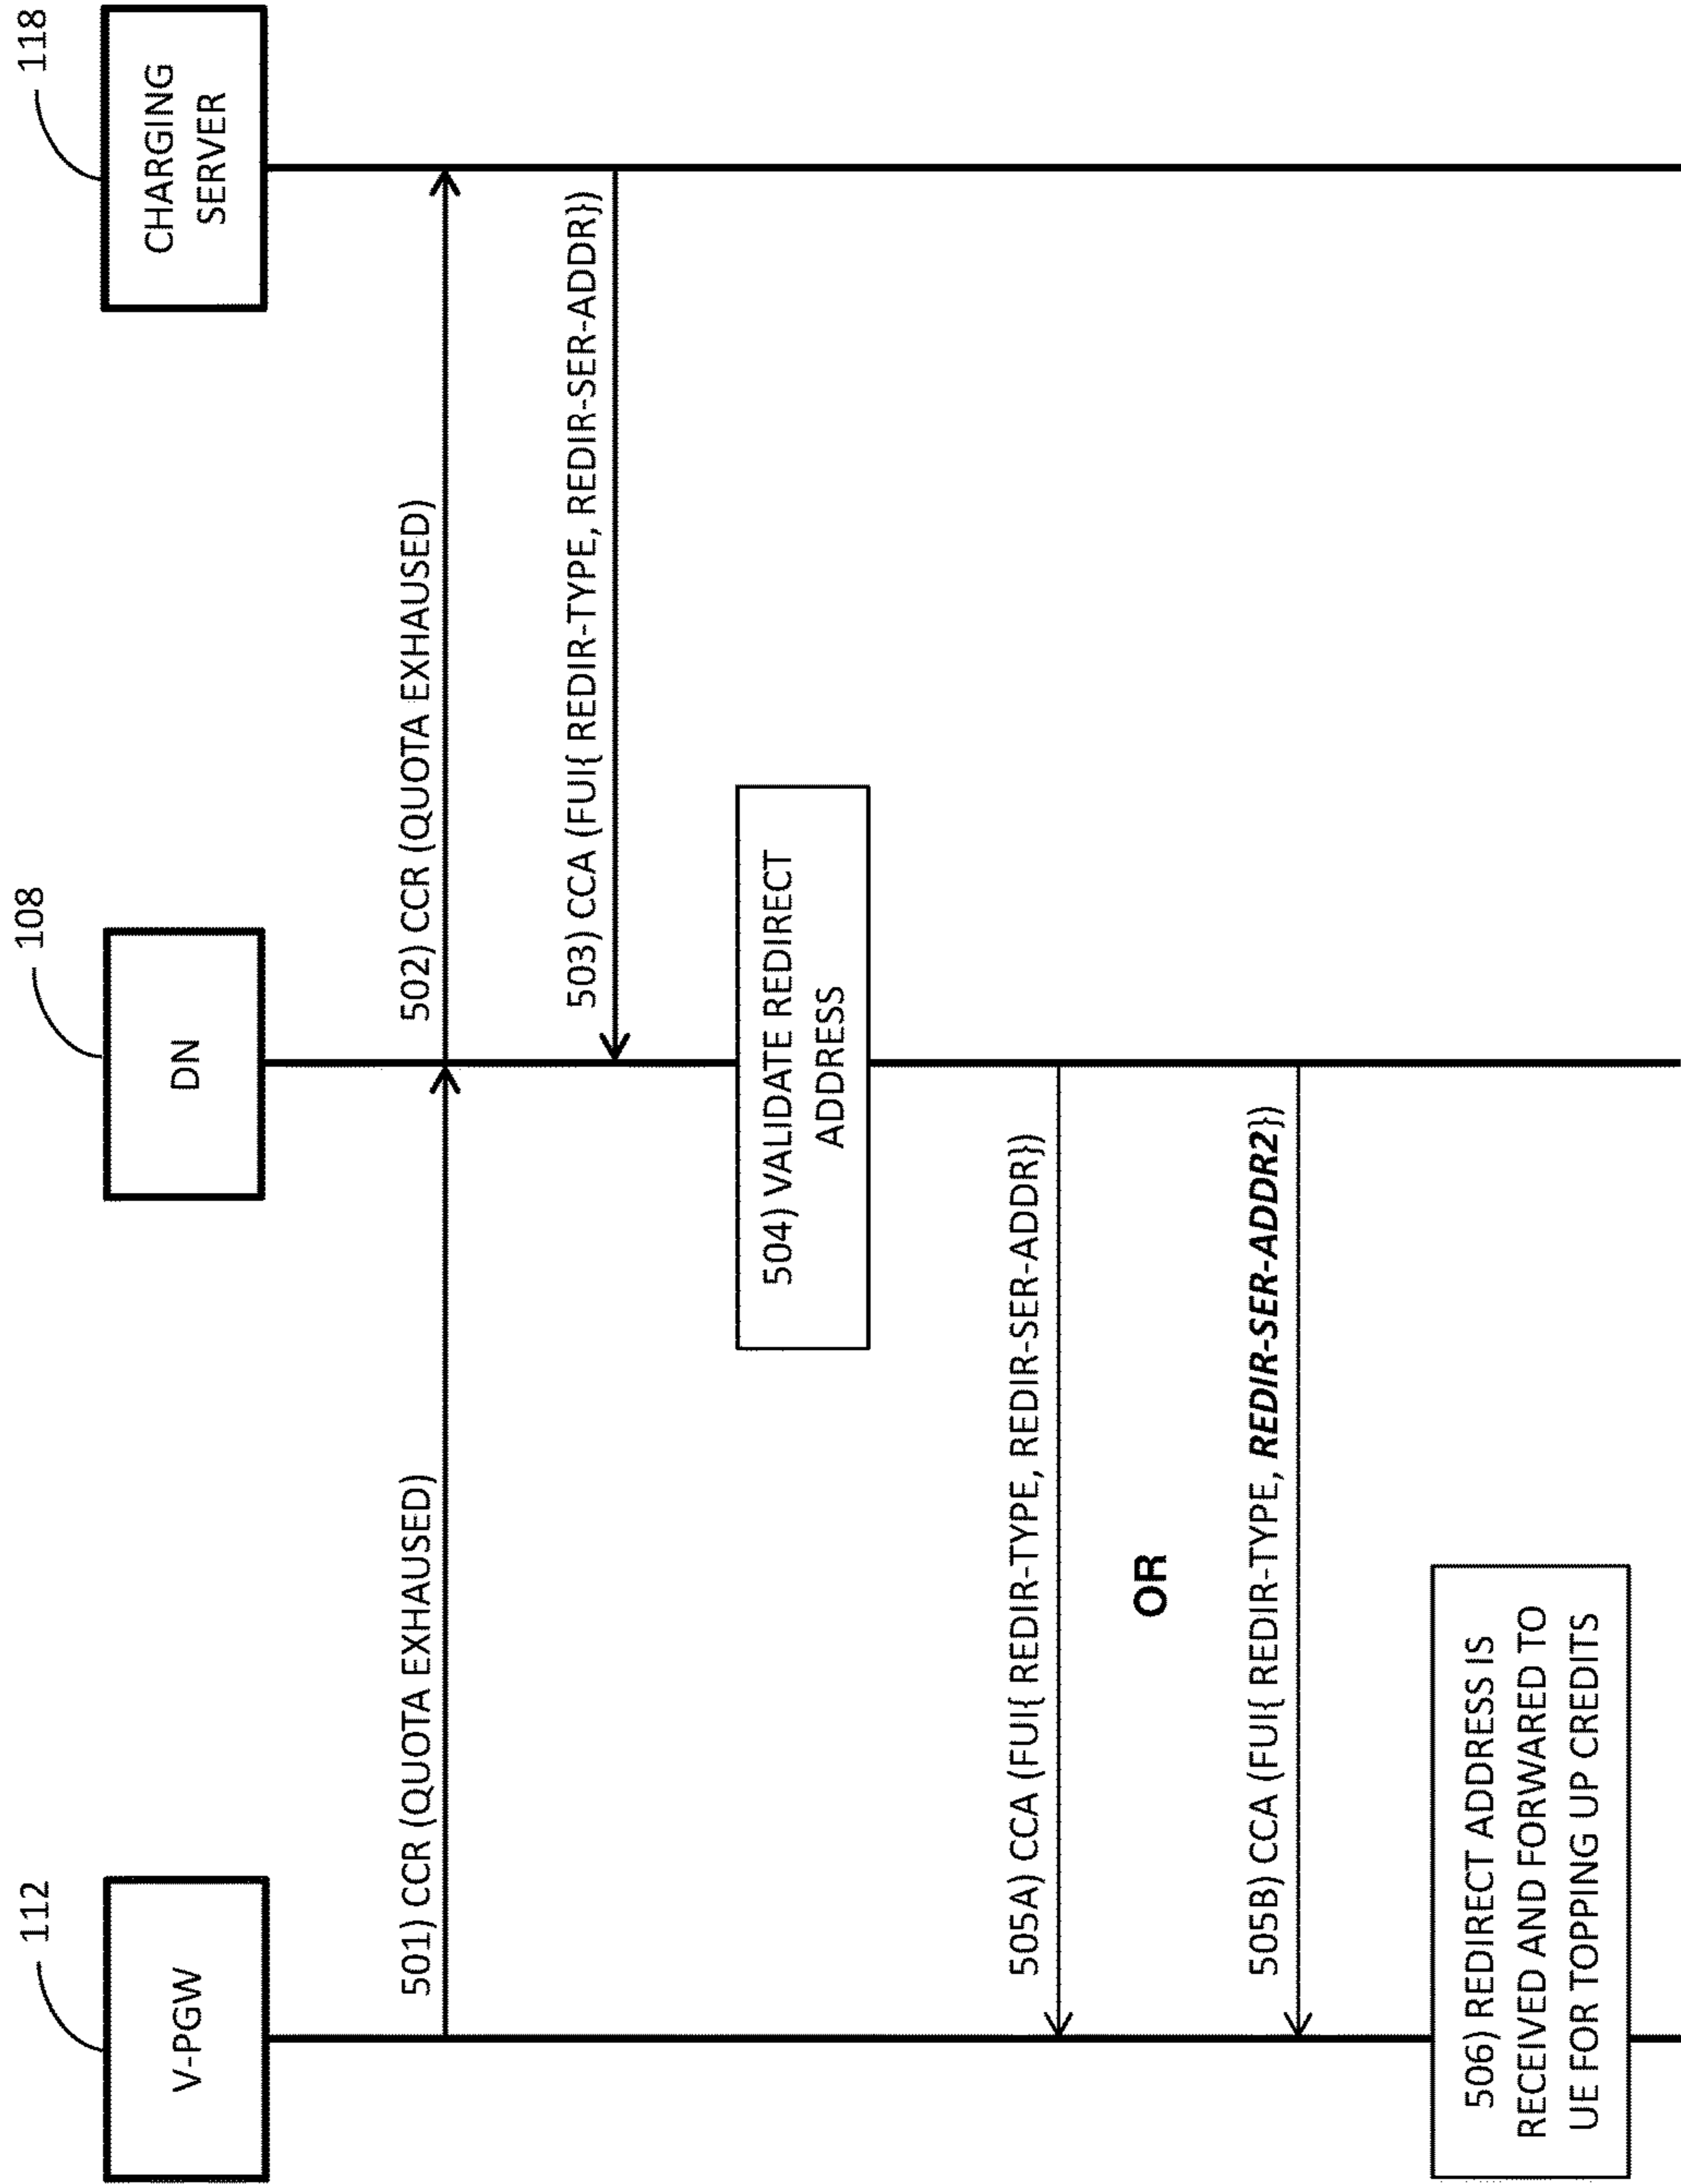 112
108
118
V-PGW
DN
CHARGING
SERVER
501) CCR (QUOTA EXHAUSED)
502) CCR (QUOTA EXHAUSED)
503) CCA (FUI{ REDIR-TYPE, REDIR-SER-ADDR})
504) VALIDATE REDIRECT
ADDRESS
505A) CCA (FUI{ REDIR-TYPE, REDIR-SER-ADDR})
OR
505B) CCA (FUI{ REDIR-TYPE, REDIR-SER-ADDR2})
506) REDIRECT ADDRESS IS
RECEIVED AND FORWARED TO
UE FOR TOPPING UP CREDITS